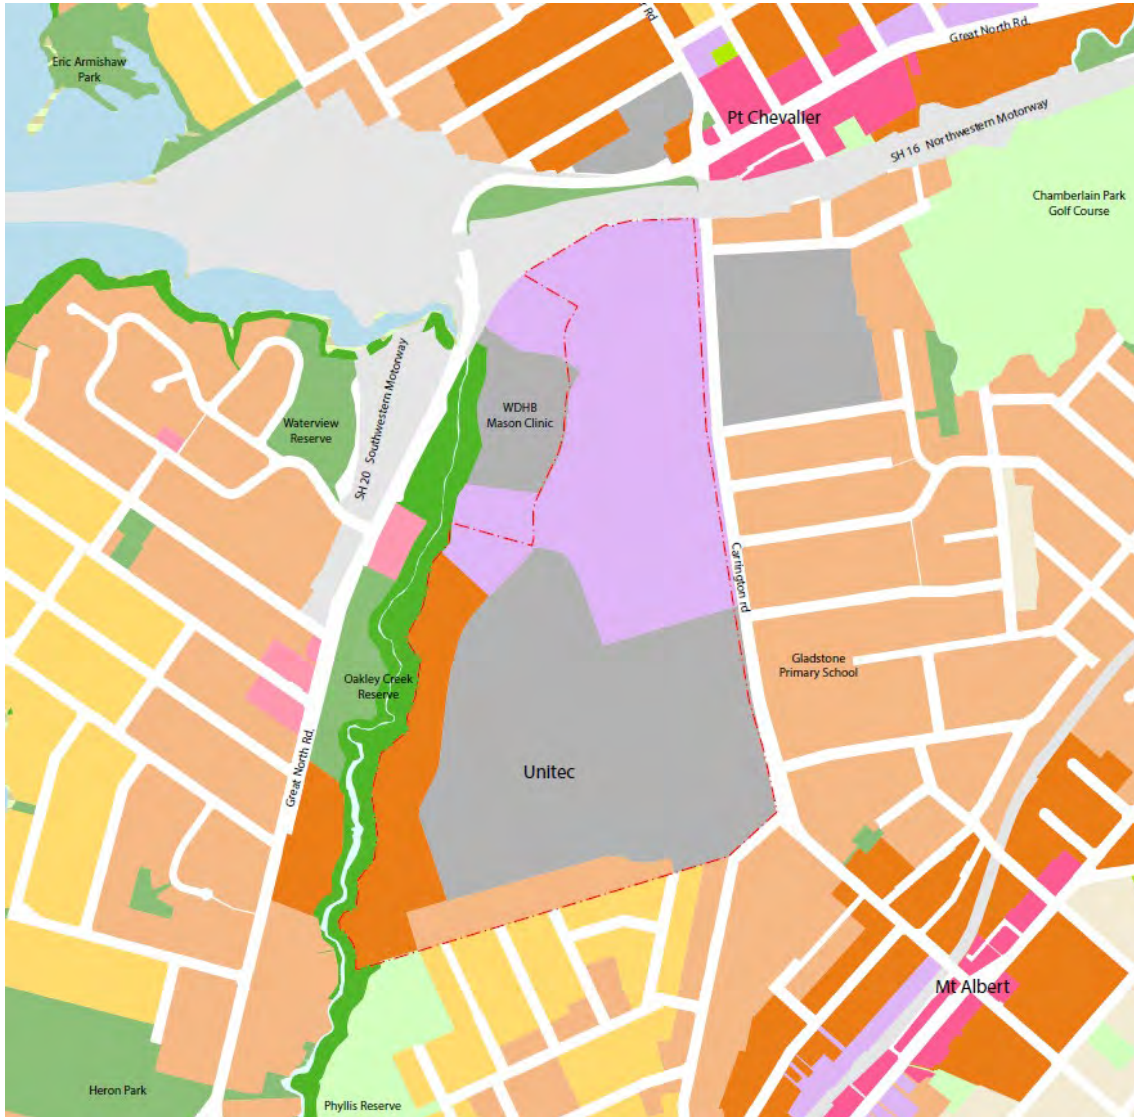 r Rd
Great North Rd.
Eric Armishaw
Park
Pt Chevalier
SH 16 Northwestern Motorway
Chamberlain Park
Golf Course
WDHB
Mason Clinic
Waterview
Reserve
SH 20 Southwestern Motorway
Carrington rd
Gladstone
Primary School
Oakley Creek
Reserve
Great North Rd.
Unitec
Mt Albert
Heron Park
Phyllis Reserve